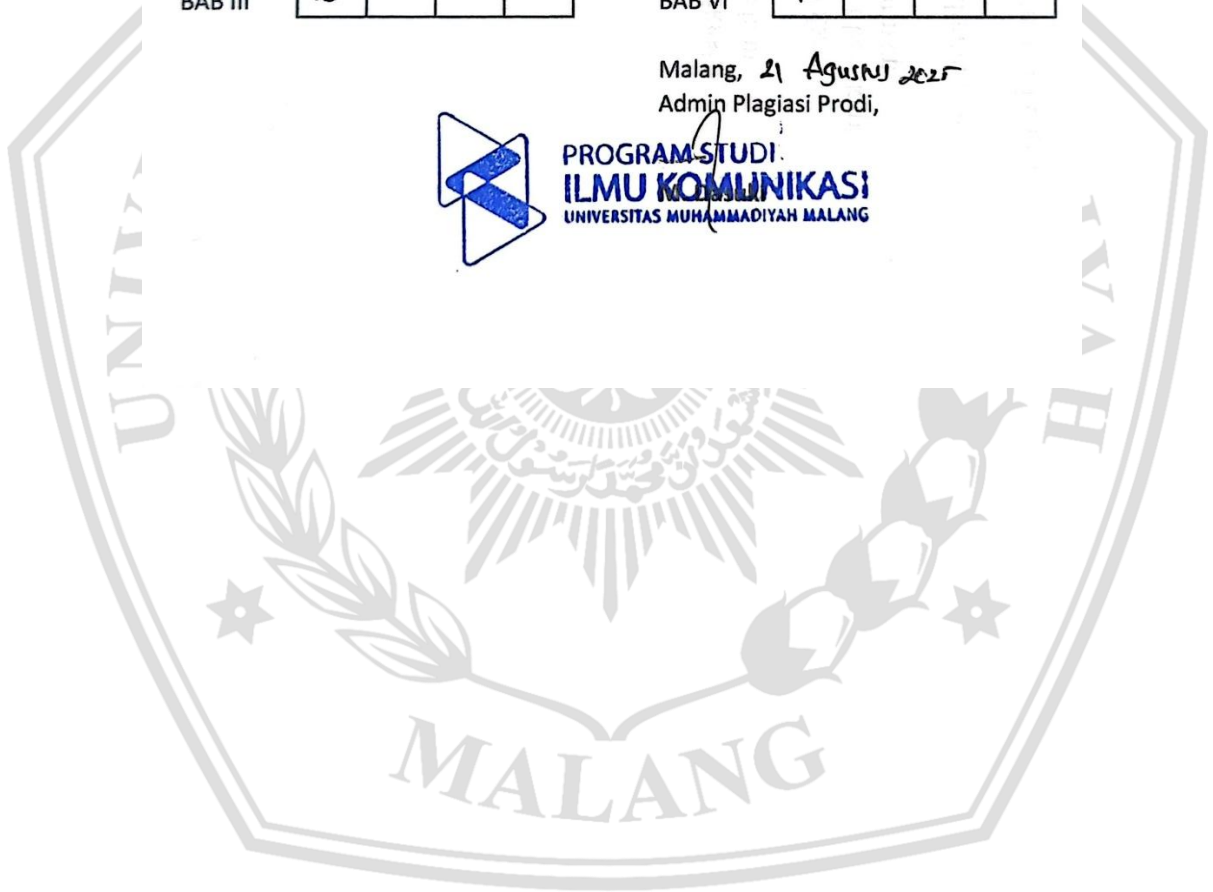 BAB III
BAB VI
Malang, 21 Agustus 2025
Admin Plagiasi Prodi,
PROGRAM STUDI
ILMU KOMUNIKASI
UNIVERSITAS MUHAMMADIYAH MALANG
MALANG